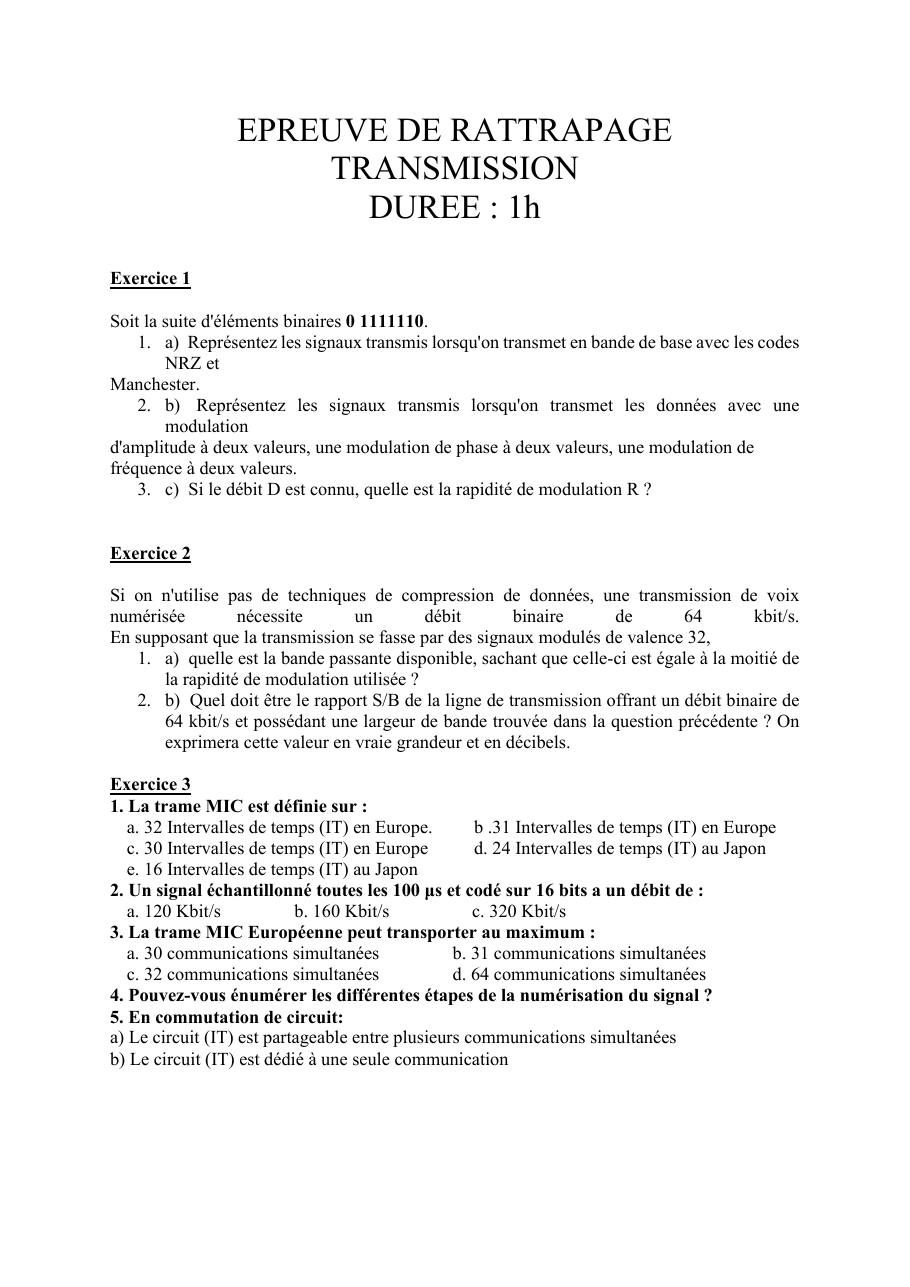 EPREUVE DE RATTRAPAGE
TRANSMISSION
DUREE : 1h
Exercice 1
Soit la suite d'éléments binaires 0 1111110.
1. a) Représentez les signaux transmis lorsqu'on transmet en bande de base avec les codes
NRZ et
Manchester.
2. b) Représentez les signaux transmis lorsqu'on transmet les données avec une
modulation
d'amplitude à deux valeurs, une modulation de phase à deux valeurs, une modulation de
fréquence à deux valeurs.
3. c) Si le débit D est connu, quelle est la rapidité de modulation R ?
Exercice 2
Si on n'utilise pas de techniques de compression de données, une transmission de voix
numérisée nécessite un débit binaire de 64 kbit/s.
En supposant que la transmission se fasse par des signaux modulés de valence 32,
1. a) quelle est la bande passante disponible, sachant que celle-ci est égale à la moitié de
la rapidité de modulation utilisée ?
2. b) Quel doit être le rapport S/B de la ligne de transmission offrant un débit binaire de
64 kbit/s et possédant une largeur de bande trouvée dans la question précédente ? On
exprimera cette valeur en vraie grandeur et en décibels.
Exercice 3
1. La trame MIC est définie sur :
a. 32 Intervalles de temps (IT) en Europe. b .31 Intervalles de temps (IT) en Europe
c. 30 Intervalles de temps (IT) en Europe d. 24 Intervalles de temps (IT) au Japon
e. 16 Intervalles de temps (IT) au Japon
2. Un signal échantillonné toutes les 100 µs et codé sur 16 bits a un débit de :
a. 120 Kbit/s b. 160 Kbit/s c. 320 Kbit/s
3. La trame MIC Européenne peut transporter au maximum :
a. 30 communications simultanées b. 31 communications simultanées
c. 32 communications simultanées d. 64 communications simultanées
4. Pouvez-vous énumérer les différentes étapes de la numérisation du signal ?
5. En commutation de circuit:
a) Le circuit (IT) est partageable entre plusieurs communications simultanées
b) Le circuit (IT) est dédié à une seule communication